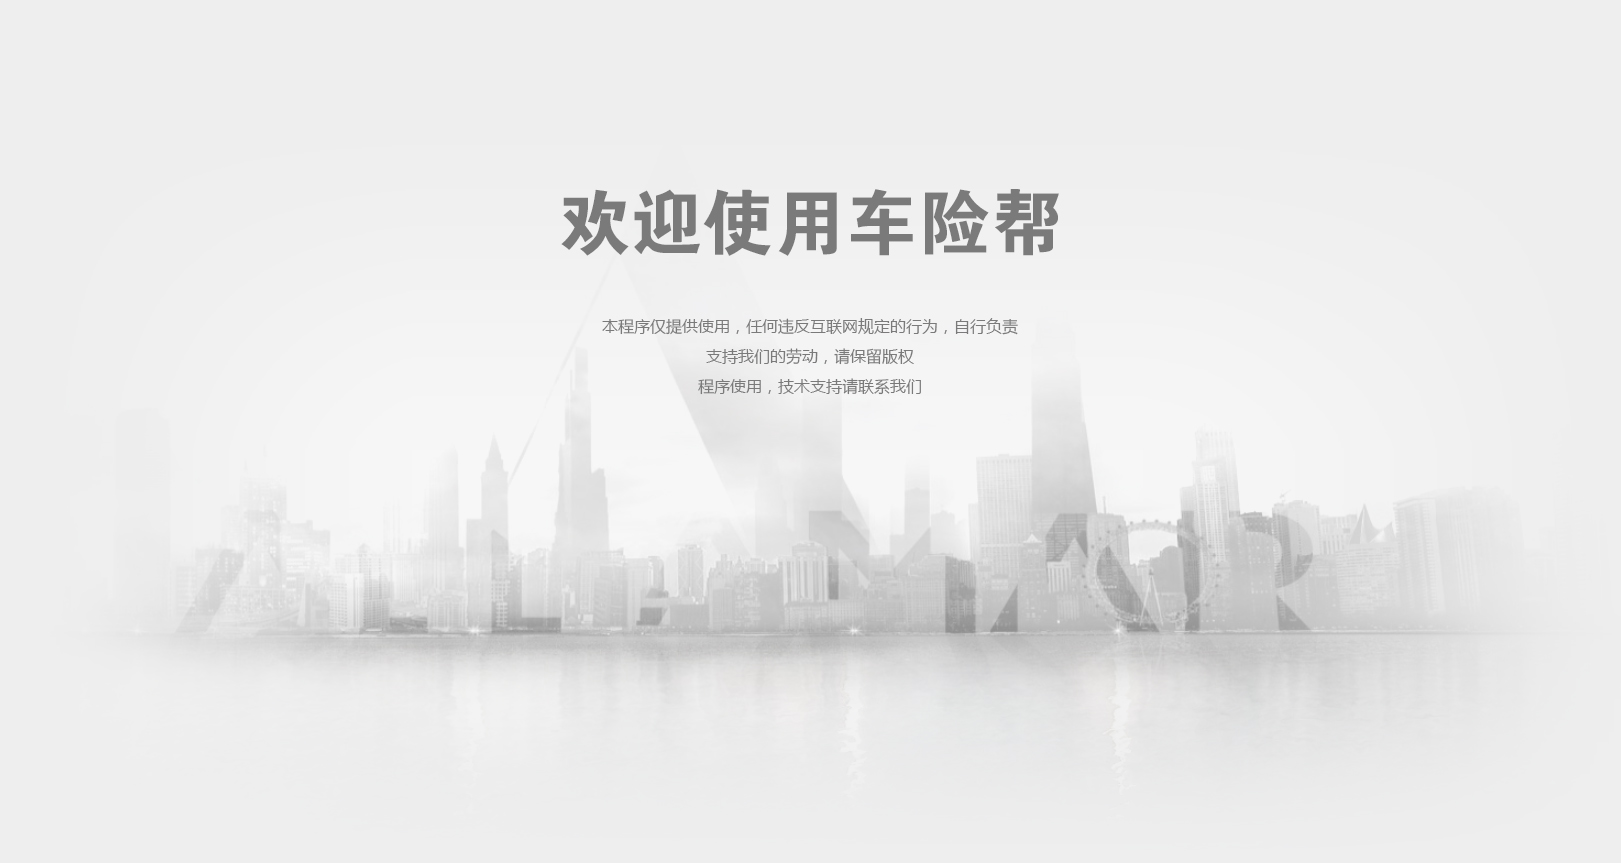 欢迎使用车险帮
本程序仅提供使用，任何违反互联网规定的行为，自行负责
支持我们的劳动，请保留版权
程序使用，技术支持请联系我们